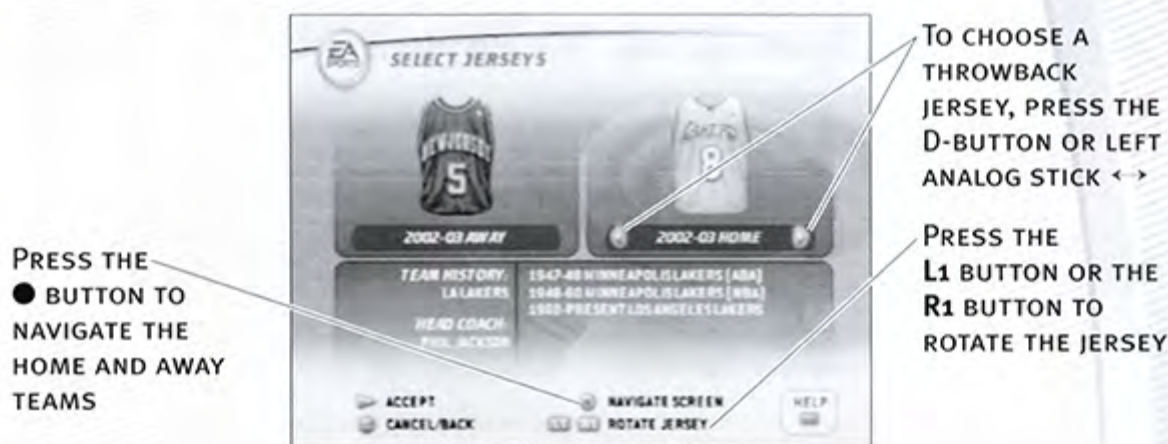 EA SPORTS
SELECT JERSEYS
NEW JERSEY
5
LAKERS
8
2002-03 AWAY
2002-03 HOME
TEAM HISTORY:
LA LAKERS
HEAD COACH:
PHIL JACKSON
1947-48 MINNEAPOLIS LAKERS [ABA]
1948-60 MINNEAPOLIS LAKERS [NBA]
1960-PRESENT LOS ANGELES LAKERS
ACCEPT
CANCEL/BACK
NAVIGATE SCREEN
L1 R1 ROTATE JERSEY
HELP
PRESS THE
● BUTTON TO
NAVIGATE THE
HOME AND AWAY
TEAMS
TO CHOOSE A
THROWBACK
JERSEY, PRESS THE
D-BUTTON OR LEFT
ANALOG STICK ↔
PRESS THE
L1 BUTTON OR THE
R1 BUTTON TO
ROTATE THE JERSEY